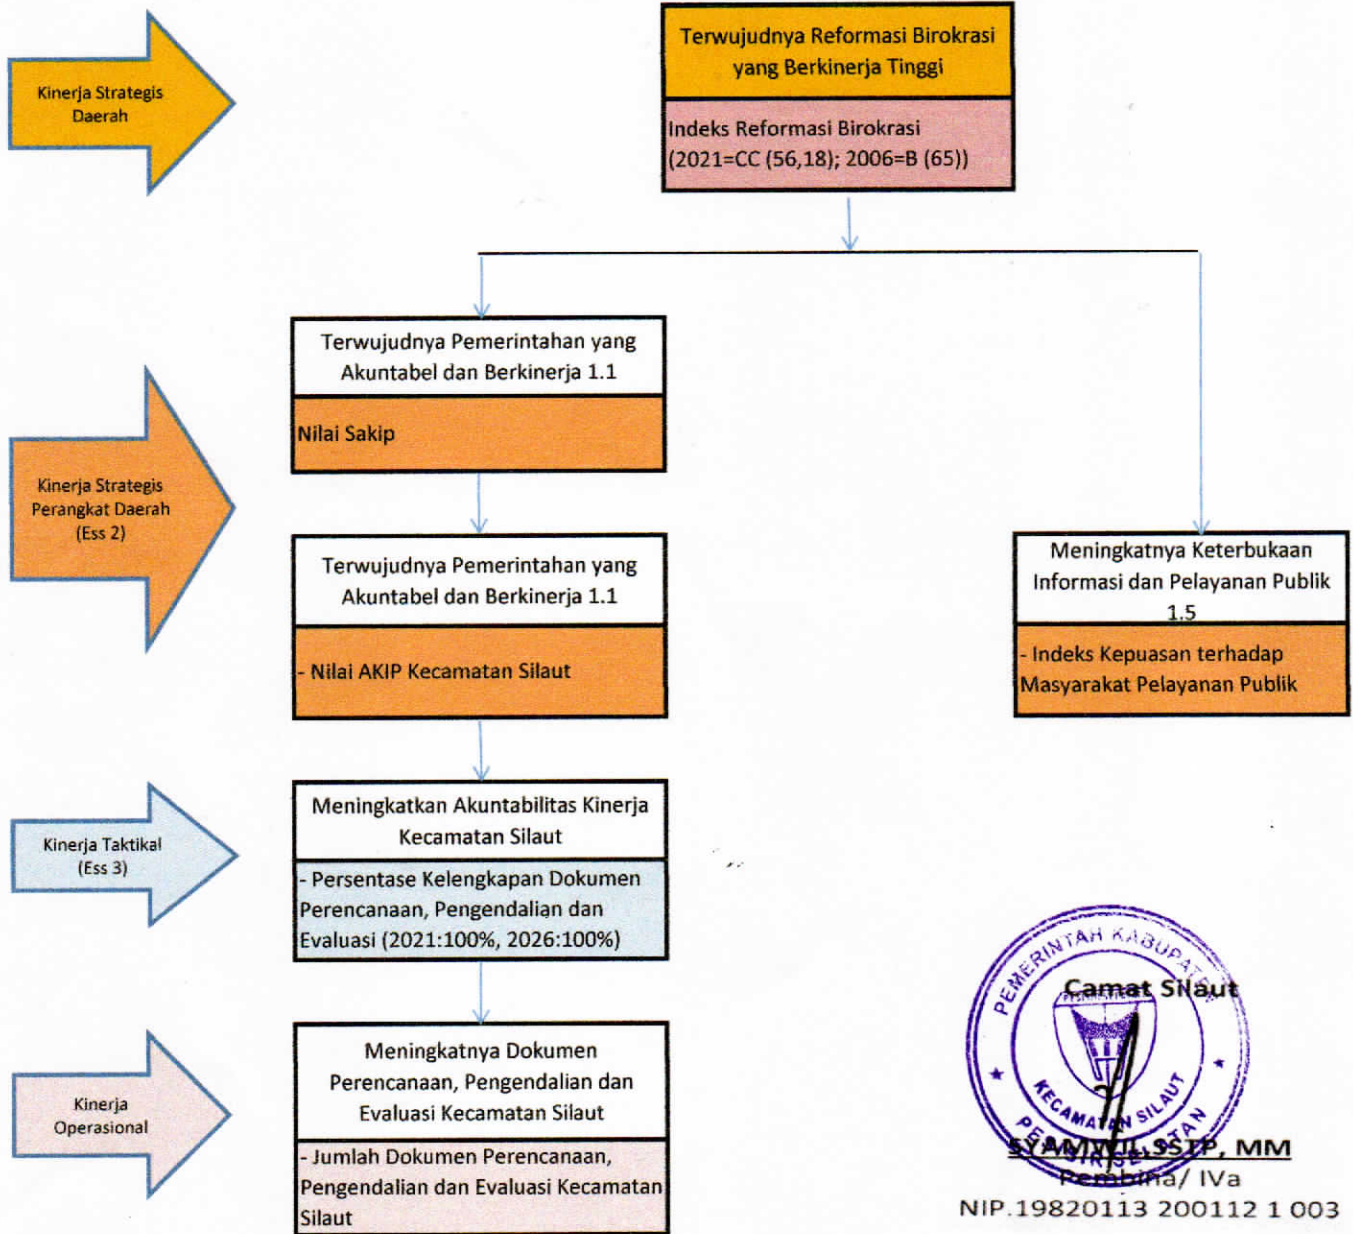 Kinerja Strategis
Daerah
Terwujudnya Reformasi Birokrasi
yang Berkinerja Tinggi
Indeks Reformasi Birokrasi
(2021=CC (56,18); 2006=B (65))
Kinerja Strategis
Perangkat Daerah
(Ess 2)
Terwujudnya Pemerintahan yang
Akuntabel dan Berkinerja 1.1
Nilai Sakip
Terwujudnya Pemerintahan yang
Akuntabel dan Berkinerja 1.1
- Nilai AKIP Kecamatan Silaut
Meningkatnya Keterbukaan
Informasi dan Pelayanan Publik
1.5
- Indeks Kepuasan terhadap
Masyarakat Pelayanan Publik
Kinerja Taktikal
(Ess 3)
Meningkatkan Akuntabilitas Kinerja
Kecamatan Silaut
- Persentase Kelengkapan Dokumen
Perencanaan, Pengendalian dan
Evaluasi (2021:100%, 2026:100%)
Kinerja
Operasional
Meningkatnya Dokumen
Perencanaan, Pengendalian dan
Evaluasi Kecamatan Silaut
- Jumlah Dokumen Perencanaan,
Pengendalian dan Evaluasi Kecamatan
Silaut
PEMERINTAH KABUPATEN
Camat Silaut
KECAMATAN SILAUT
PESISIR SELATAN
SSTP, MM
Pembina/ IVa
NIP.19820113 200112 1 003